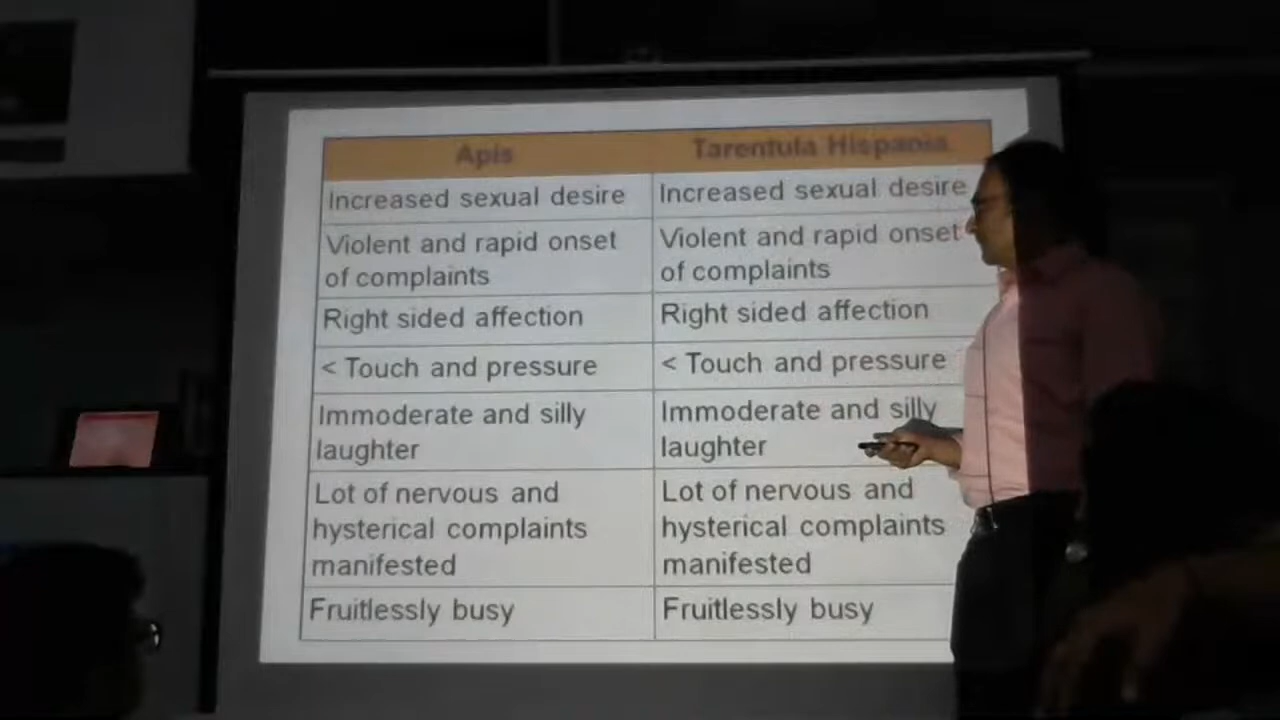 Apis Tarentula Hispania
Increased sexual desire Increased sexual desire
Violent and rapid onset Violent and rapid onset
of complaints of complaints
Right sided affection Right sided affection
< Touch and pressure < Touch and pressure
Immoderate and silly Immoderate and silly
laughter laughter
Lot of nervous and Lot of nervous and
hysterical complaints hysterical complaints
manifested manifested
Fruitlessly busy Fruitlessly busy